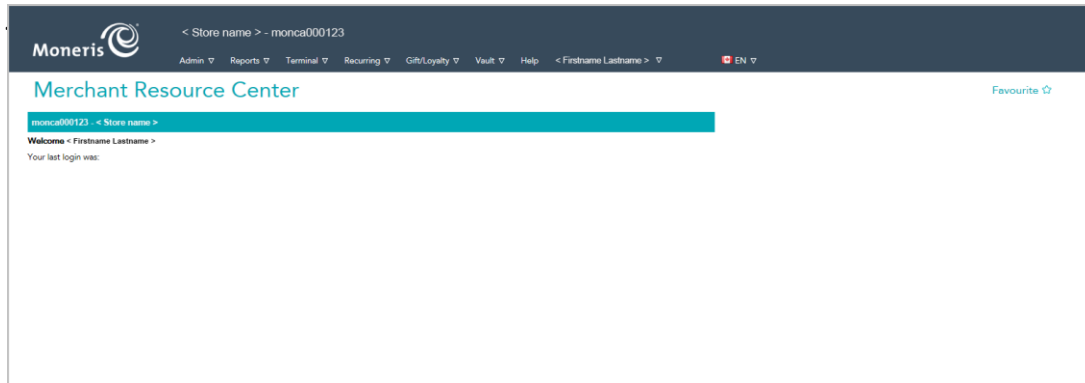 Moneris
< Store name > - monca000123
Admin Reports Terminal Recurring Gift/Loyalty Vault Help < Firstname Lastname > EN
Merchant Resource Center
Favourite
monca000123 - < Store name >
Welcome < Firstname Lastname >
Your last login was: